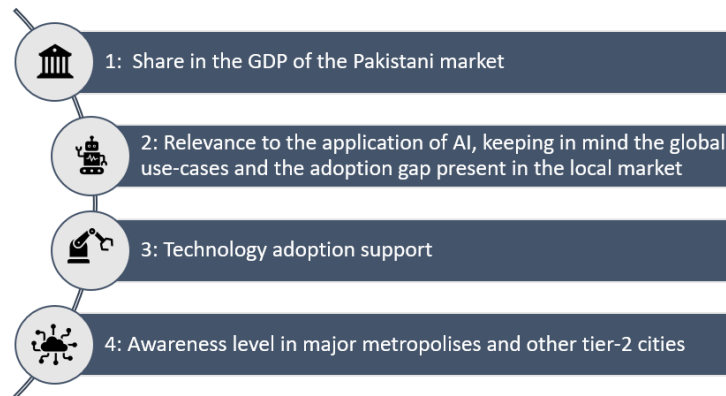 1: Share in the GDP of the Pakistani market
2: Relevance to the application of AI, keeping in mind the global
use-cases and the adoption gap present in the local market
3: Technology adoption support
4: Awareness level in major metropolises and other tier-2 cities